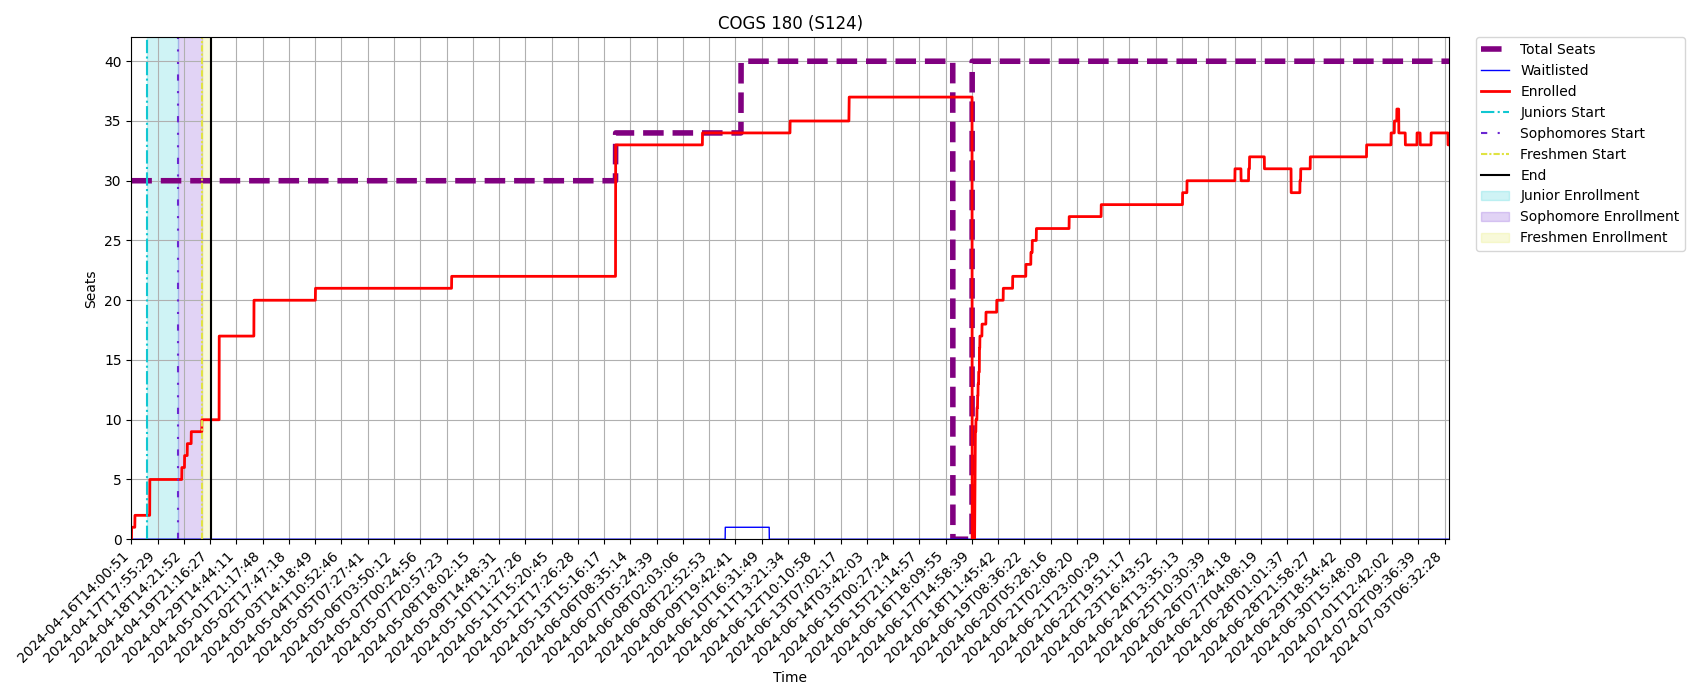 COGS 180 (S124)
Total Seats
Waitlisted
Enrolled
Juniors Start
Sophomores Start
Freshmen Start
End
Junior Enrollment
Sophomore Enrollment
Freshmen Enrollment
Seats
40
35
30
25
20
15
10
5
0
2024-04-16T14:00:51
2024-04-17T17:55:29
2024-04-18T14:21:52
2024-04-19T21:16:27
2024-04-29T14:44:11
2024-05-01T21:17:48
2024-05-02T17:47:18
2024-05-03T14:18:49
2024-05-04T10:52:46
2024-05-05T07:27:41
2024-05-06T03:50:12
2024-05-07T00:24:56
2024-05-07T20:57:23
2024-05-08T18:02:15
2024-05-09T14:48:31
2024-05-10T11:27:26
2024-05-11T15:20:45
2024-05-12T17:26:28
2024-05-13T15:16:17
2024-06-06T08:35:14
2024-06-07T05:24:39
2024-06-08T02:03:06
2024-06-08T22:52:53
2024-06-09T19:42:41
2024-06-10T16:31:49
2024-06-11T13:21:34
2024-06-12T10:10:58
2024-06-13T07:02:17
2024-06-14T03:42:03
2024-06-15T00:27:24
2024-06-15T21:14:57
2024-06-16T18:09:55
2024-06-17T14:58:39
2024-06-18T11:45:42
2024-06-19T08:36:22
2024-06-20T05:28:16
2024-06-21T02:08:20
2024-06-21T23:00:29
2024-06-22T19:51:17
2024-06-23T16:43:52
2024-06-24T13:35:13
2024-06-25T10:30:39
2024-06-26T07:24:18
2024-06-27T04:08:19
2024-06-28T01:01:37
2024-06-28T21:58:27
2024-06-29T18:54:42
2024-06-30T15:48:09
2024-07-01T12:42:02
2024-07-02T09:36:39
2024-07-03T06:32:28
Time